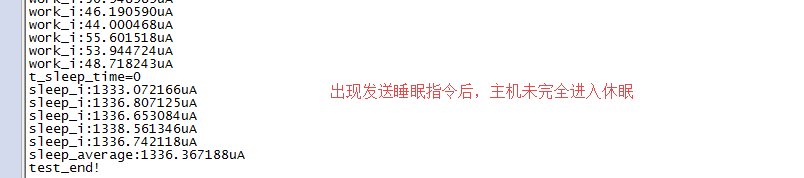 work_i:46.190590uA
work_i:44.000468uA
work_i:55.601518uA
work_i:53.944724uA
work_i:48.718243uA
t_sleep_time=0
sleep_i:1333.072166uA
出现发送睡眠指令后，主机未完全进入休眠
sleep_i:1336.807125uA
sleep_i:1336.653084uA
sleep_i:1338.561346uA
sleep_i:1336.742118uA
sleep_average:1336.367188uA
test_end!